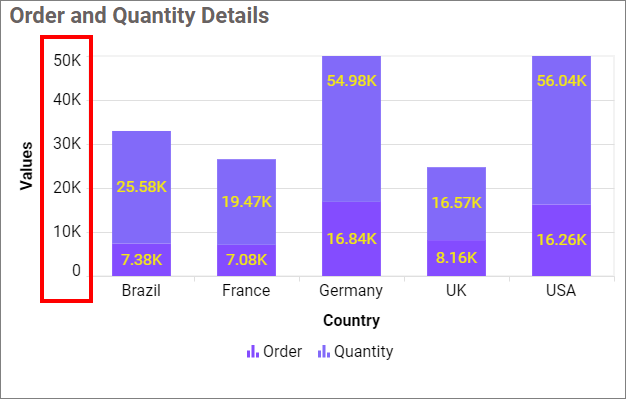 Order and Quantity Details
50K
40K
30K
20K
10K
0
Values
54.98K
56.04K
25.58K
19.47K
16.57K
16.84K
16.26K
7.38K
7.08K
8.16K
Brazil
France
Germany
UK
USA
Country
Order
Quantity